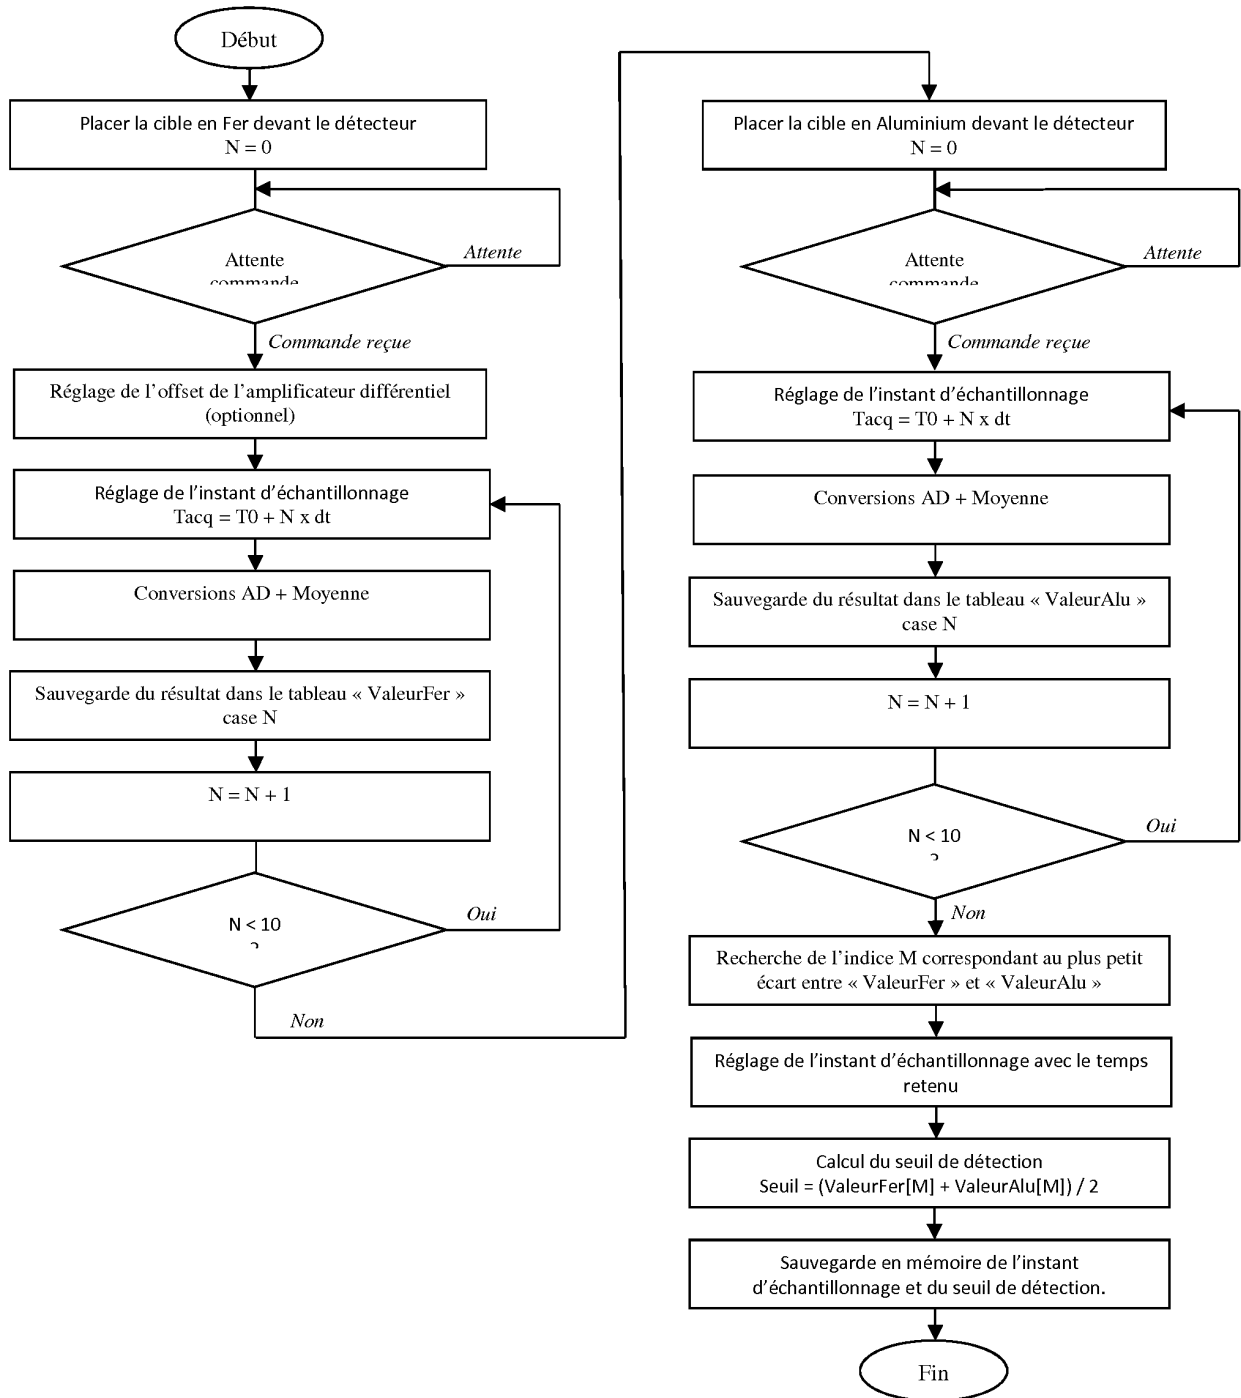 Début
Placer la cible en Fer devant le détecteur
N = 0
Attente
Attente
commande
Commande reçue
Réglage de l'offset de l'amplificateur différentiel
(optionnel)
Réglage de l'instant d'échantillonnage
Tacq = T0 + N x dt
Conversions AD + Moyenne
Sauvegarde du résultat dans le tableau « ValeurFer »
case N
N = N + 1
N < 10
?
Oui
Non
Placer la cible en Aluminium devant le détecteur
N = 0
Attente
Attente
commande
Commande reçue
Réglage de l'instant d'échantillonnage
Tacq = T0 + N x dt
Conversions AD + Moyenne
Sauvegarde du résultat dans le tableau « ValeurAlu »
case N
N = N + 1
N < 10
?
Oui
Non
Recherche de l'indice M correspondant au plus petit
écart entre « ValeurFer » et « ValeurAlu »
Réglage de l'instant d'échantillonnage avec le temps
retenu
Calcul du seuil de détection
Seuil = (ValeurFer[M] + ValeurAlu[M]) / 2
Sauvegarde en mémoire de l'instant
d'échantillonnage et du seuil de détection.
Fin